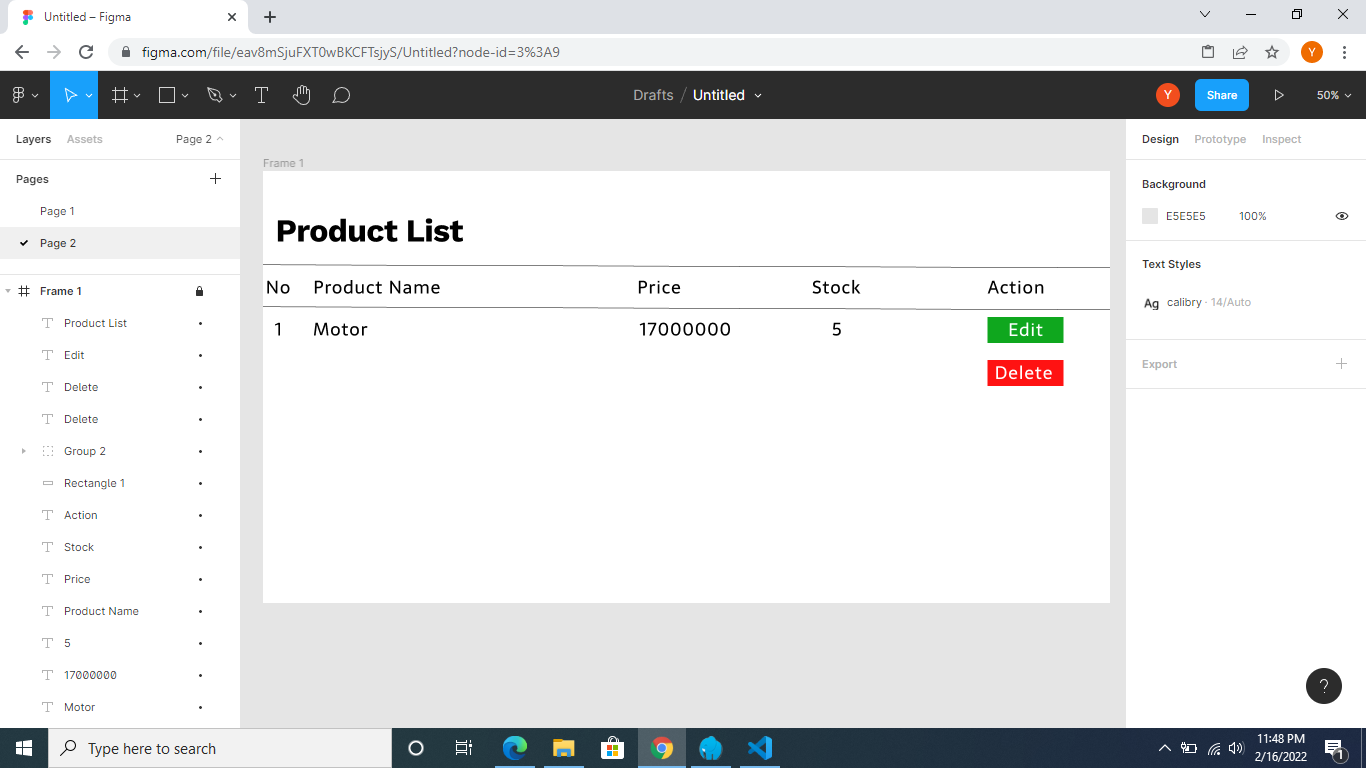 Untitled – Figma
figma.com/file/eav8mSjuFXT0wBKCFTsjyS/Untitled?node-id=3%3A9
Y
Drafts / Untitled
Y
Share
50%
Layers Assets Page 2
Pages
Page 1
Page 2
Frame 1
Product List
Edit
Delete
Delete
Group 2
Rectangle 1
Action
Stock
Price
Product Name
5
17000000
Motor
Frame 1
Product List
No Product Name Price Stock Action
1 Motor 17000000 5 Edit
Delete
Design Prototype Inspect
Background
E5E5E5 100%
Text Styles
Ag calibry · 14/Auto
Export
?
Type here to search
11:48 PM
2/16/2022
1